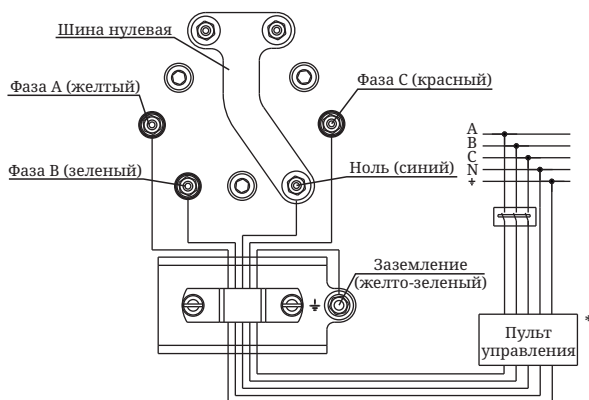 Шина нулевая
Фаза А (желтый)
Фаза С (красный)
Фаза В (зеленый)
Ноль (синий)
A
B
C
N
Заземление
(желто-зеленый)
Пульт
управления
*